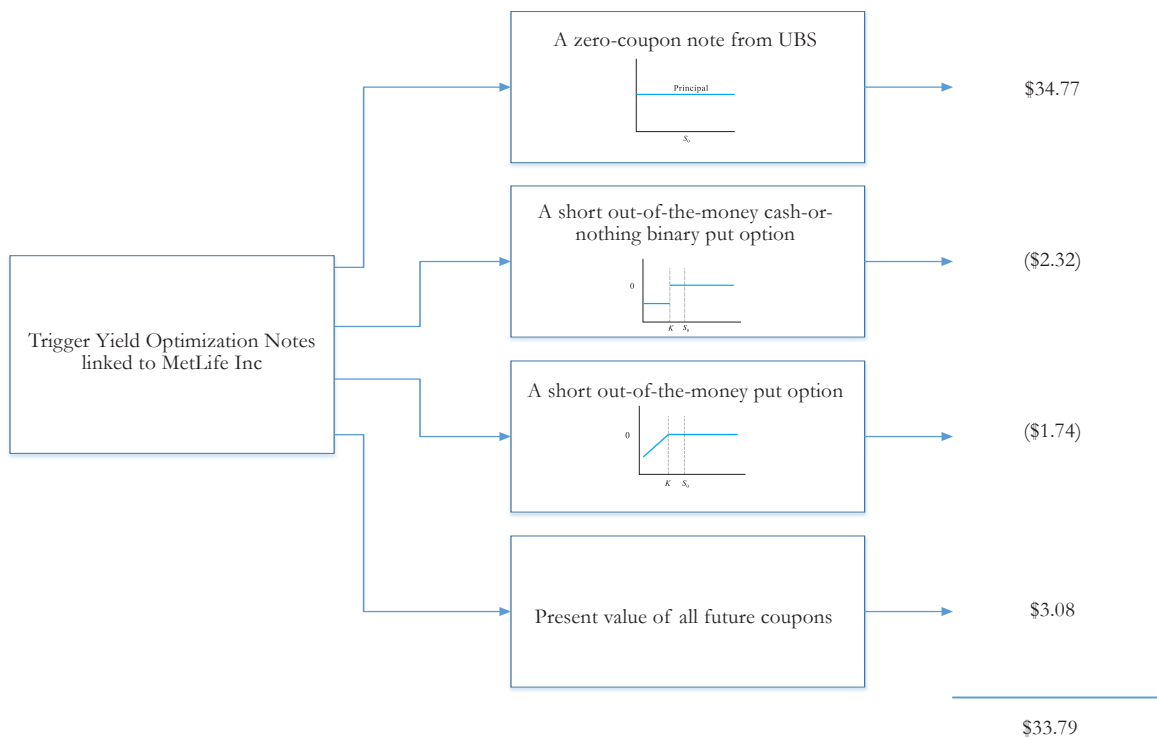 A zero-coupon note from UBS
Principal
S0
$34.77
A short out-of-the-money cash-or-
nothing binary put option
0
K
S0
($2.32)
Trigger Yield Optimization Notes
linked to MetLife Inc
A short out-of-the-money put option
0
K
S0
($1.74)
Present value of all future coupons
$3.08
$33.79